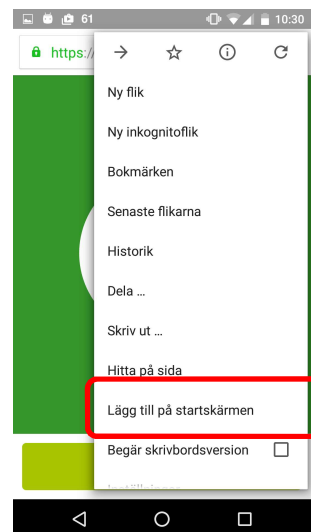 61 10:30
https://
Ny flik
Ny inkognitoflik
Bokmärken
Senaste flikarna
Historik
Dela ...
Skriv ut ...
Hitta på sida
Lägg till på startskärmen
Begär skrivbordsversion